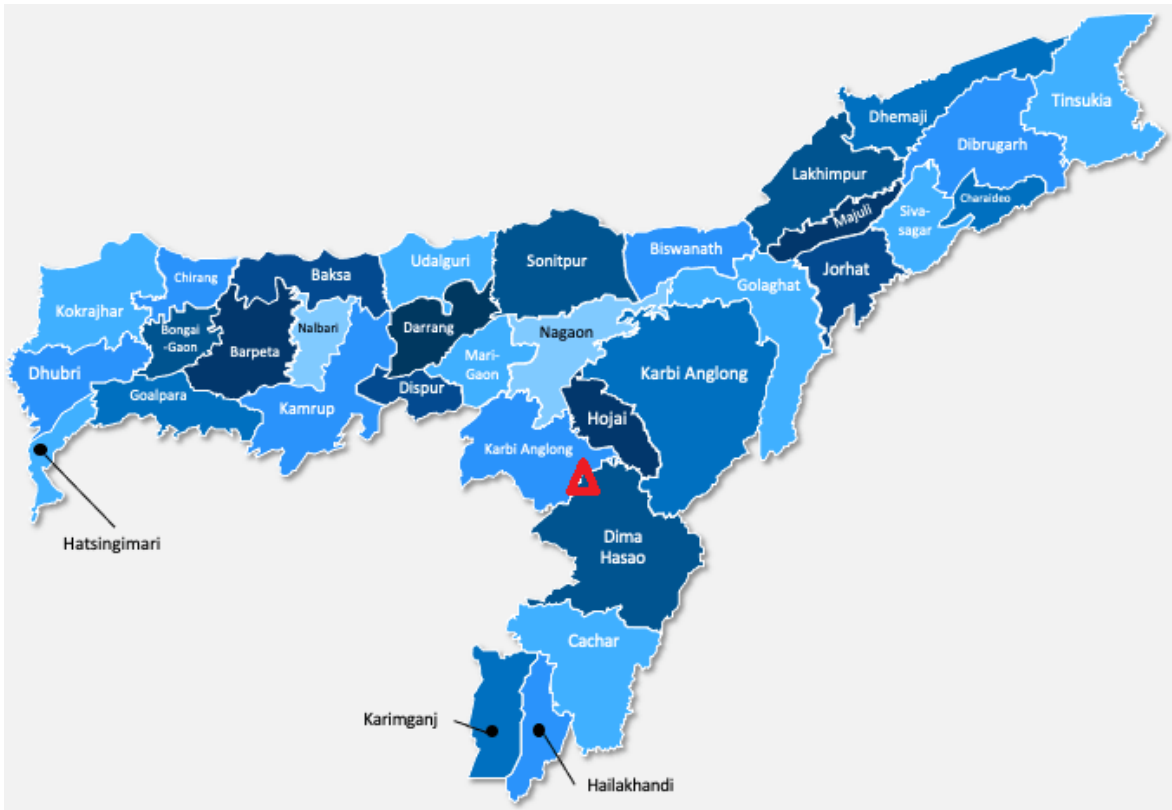 Tinsukia
Dhemaji
Dibrugarh
Lakhimpur
Charaideo
Majuli
Siva-
sagar
Biswanath
Jorhat
Sonitpur
Udalguri
Baksa
Chirang
Golaghat
Kokrajhar
Bongai
-Gaon
Nalbari
Darrang
Nagaon
Barpeta
Mari-
Gaon
Dhubri
Karbi Anglong
Dispur
Goalpara
Kamrup
Hojai
Karbi Anglong
Hatsingimari
Dima
Hasao
Cachar
Karimganj
Hailakhandi